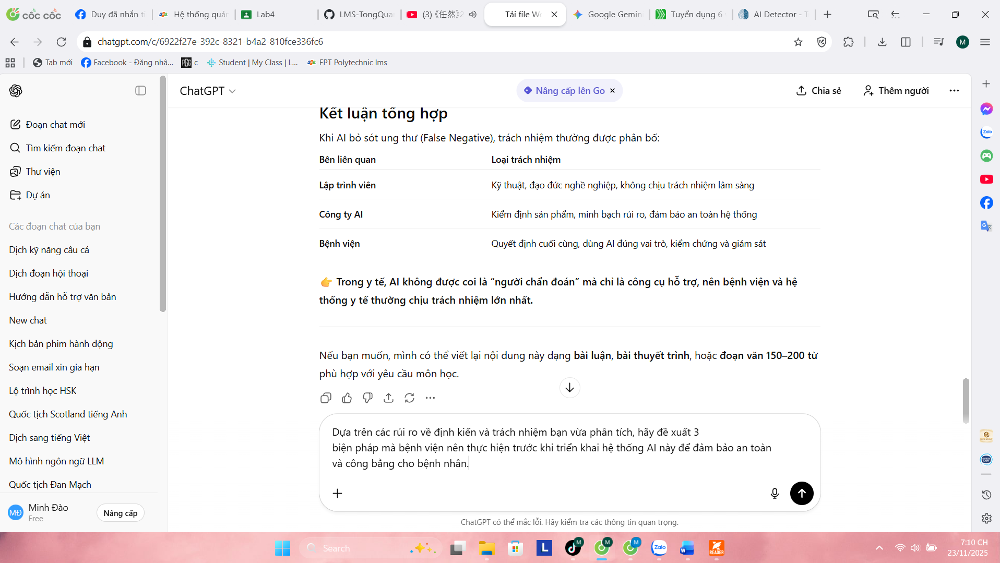 cốc cốc
Duy đã nhắn ti
Hệ thống quản
Lab4
LMS-TongQua
(3) 《任然》2
Tải file Wo
Google Gemini
Tuyển dụng 6
AI Detector - T
chatgpt.com/c/6922f27e-392c-8321-b4a2-810fce336fc6
M
Tab mới
Facebook - Đăng nhậ...
c
Student | My Class | L...
FPT Polytechnic lms
ChatGPT
Nâng cấp lên Go
Chia sẻ
Thêm người
Đoạn chat mới
Tìm kiếm đoạn chat
Thư viện
Dự án
Các đoạn chat của bạn
Dịch kỹ năng câu cá
Dịch đoạn hội thoại
Hướng dẫn hỗ trợ văn bản
New chat
Kịch bản phim hành động
Soạn email xin gia hạn
Lộ trình học HSK
Quốc tịch Scotland tiếng Anh
Dịch sang tiếng Việt
Mô hình ngôn ngữ LLM
Quốc tịch Đan Mạch
MĐ
Minh Đào
Free
Nâng cấp
Kết luận tổng hợp
Khi AI bỏ sót ung thư (False Negative), trách nhiệm thường được phân bố:
Bên liên quan Loại trách nhiệm
Lập trình viên Kỹ thuật, đạo đức nghề nghiệp, không chịu trách nhiệm lâm sàng
Công ty AI Kiểm định sản phẩm, minh bạch rủi ro, đảm bảo an toàn hệ thống
Bệnh viện Quyết định cuối cùng, dùng AI đúng vai trò, kiểm chứng và giám sát
👉 Trong y tế, AI không được coi là “người chẩn đoán” mà chỉ là công cụ hỗ trợ, nên bệnh viện và hệ
thống y tế thường chịu trách nhiệm lớn nhất.
Nếu bạn muốn, mình có thể viết lại nội dung này dạng bài luận, bài thuyết trình, hoặc đoạn văn 150–200 từ
phù hợp với yêu cầu môn học.
Dựa trên các rủi ro về định kiến và trách nhiệm bạn vừa phân tích, hãy đề xuất 3
biện pháp mà bệnh viện nên thực hiện trước khi triển khai hệ thống AI này để đảm bảo an toàn
và công bằng cho bệnh nhân.
ChatGPT có thể mắc lỗi. Hãy kiểm tra các thông tin quan trọng.
Zalo
Search
L
M
M
M
Zalo
W
READER
7:10 CH
23/11/2025